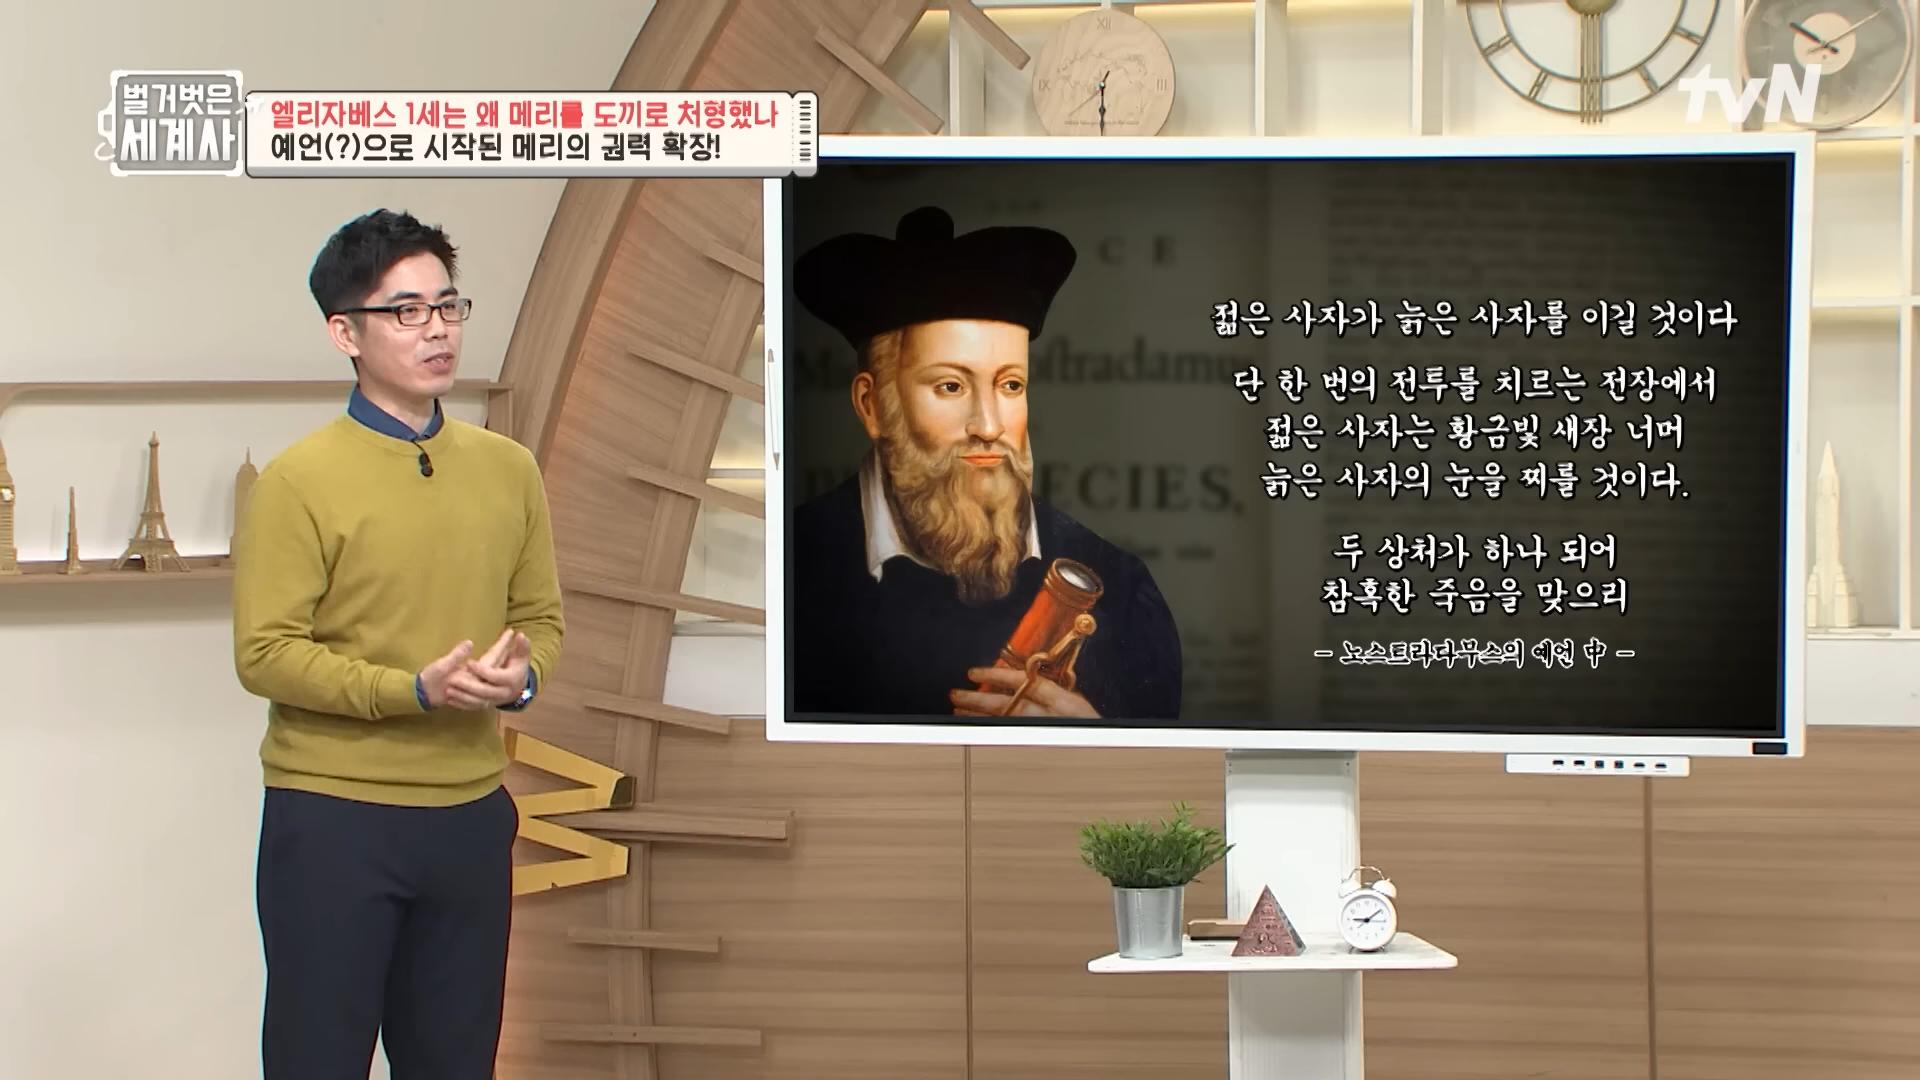 벌거벗은
세계사
엘리자베스 1세는 왜 메리를 도끼로 처형했나
예언(?)으로 시작된 메리의 권력 확장!
tvN
XII
III
IX
C E
ostradamu
ECIES,
젊은 사자가 늙은 사자를 이길 것이다
단 한 번의 전투를 치르는 전장에서
젊은 사자는 황금빛 새장 너머
늙은 사자의 눈을 찌를 것이다.
두 상처가 하나 되어
참혹한 죽음을 맞으리
- 노스트라다무스의 예언 中 -